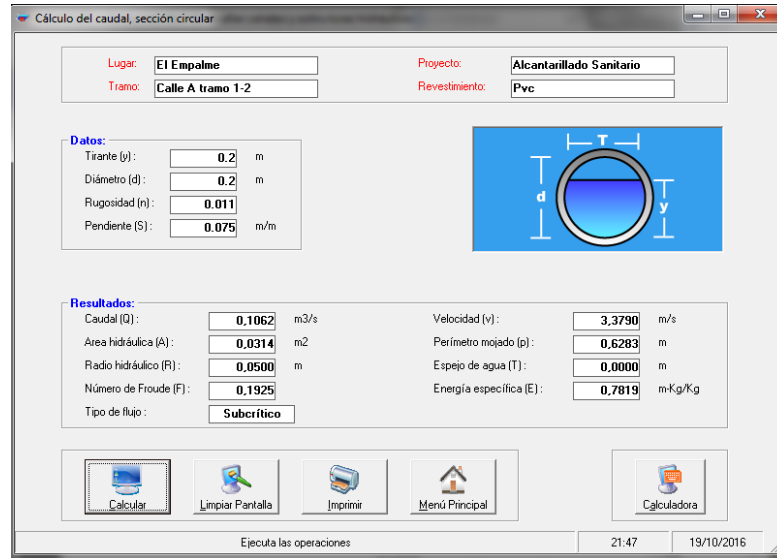 Cálculo del caudal, sección circular
Lugar: El Empalme Proyecto: Alcantarillado Sanitario
Tramo: Calle A tramo 1-2 Revestimiento: Pvc
Datos:
Tirante (y) : 0.2 m
Diámetro (d) : 0.2 m
Rugosidad (n) : 0.011
Pendiente (S) : 0.075 m/m
T
d
y
Resultados:
Caudal (Q) : 0,1062 m3/s Velocidad (v) : 3,3790 m/s
Area hidráulica (A) : 0,0314 m2 Perímetro mojado (p) : 0,6283 m
Radio hidráulico (R) : 0,0500 m Espejo de agua (T) : 0,0000 m
Número de Froude (F) : 0,1925 Energía específica (E) : 0,7819 m-Kg/Kg
Tipo de flujo : Subcrítico
Calcular Limpiar Pantalla Imprimir Menú Principal Calculadora
Ejecuta las operaciones 21:47 19/10/2016